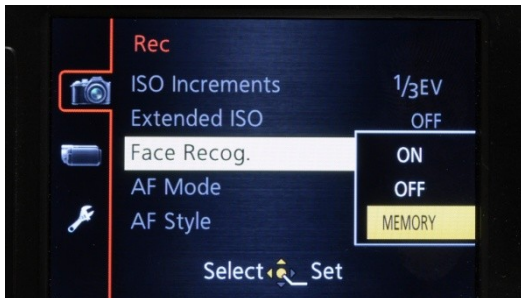 Rec
ISO Increments 1/3EV
Extended ISO OFF
Face Recog. ON
AF Mode OFF
AF Style MEMORY
Select Set